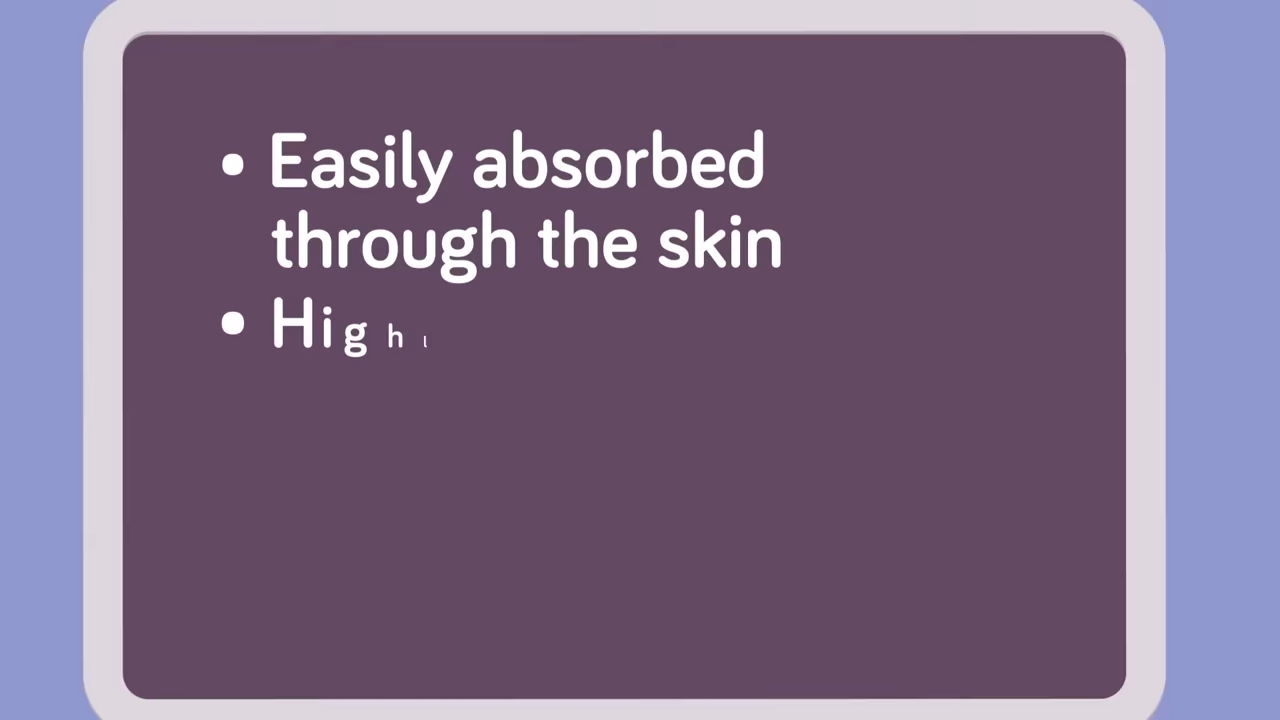 • Easily absorbed
through the skin
• High